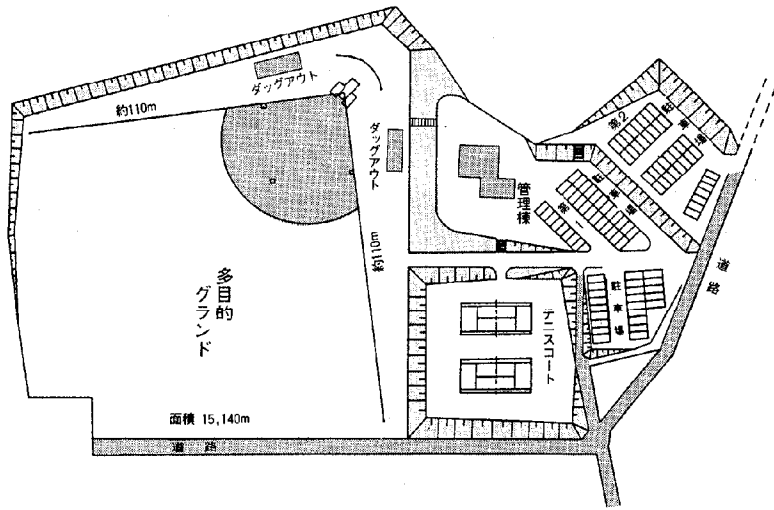 ダッグアウト
約110m
ダッグアウト
約110m
多目的
グランド
面積 15,140m
道路
管理棟
第2
駐車場
第一
駐車場
駐車場
テニスコート
道路